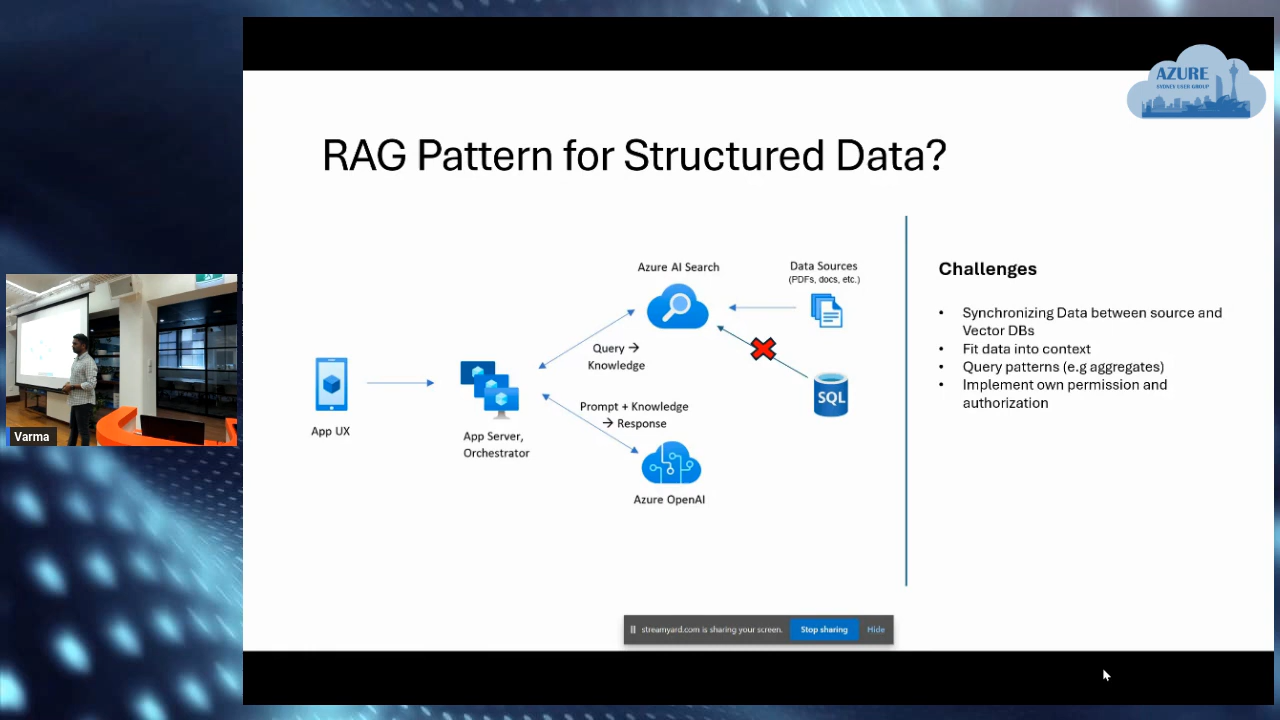 AZURE
SYDNEY USER GROUP
RAG Pattern for Structured Data?
Azure AI Search
Data Sources
(PDFs, docs, etc.)
Query →
Knowledge
SQL
App UX
App Server,
Orchestrator
Prompt + Knowledge
→ Response
Azure OpenAI
Challenges
• Synchronizing Data between source and
Vector DBs
• Fit data into context
• Query patterns (e.g aggregates)
• Implement own permission and
authorization
Varma
streamyard.com is sharing your screen.
Stop sharing
Hide